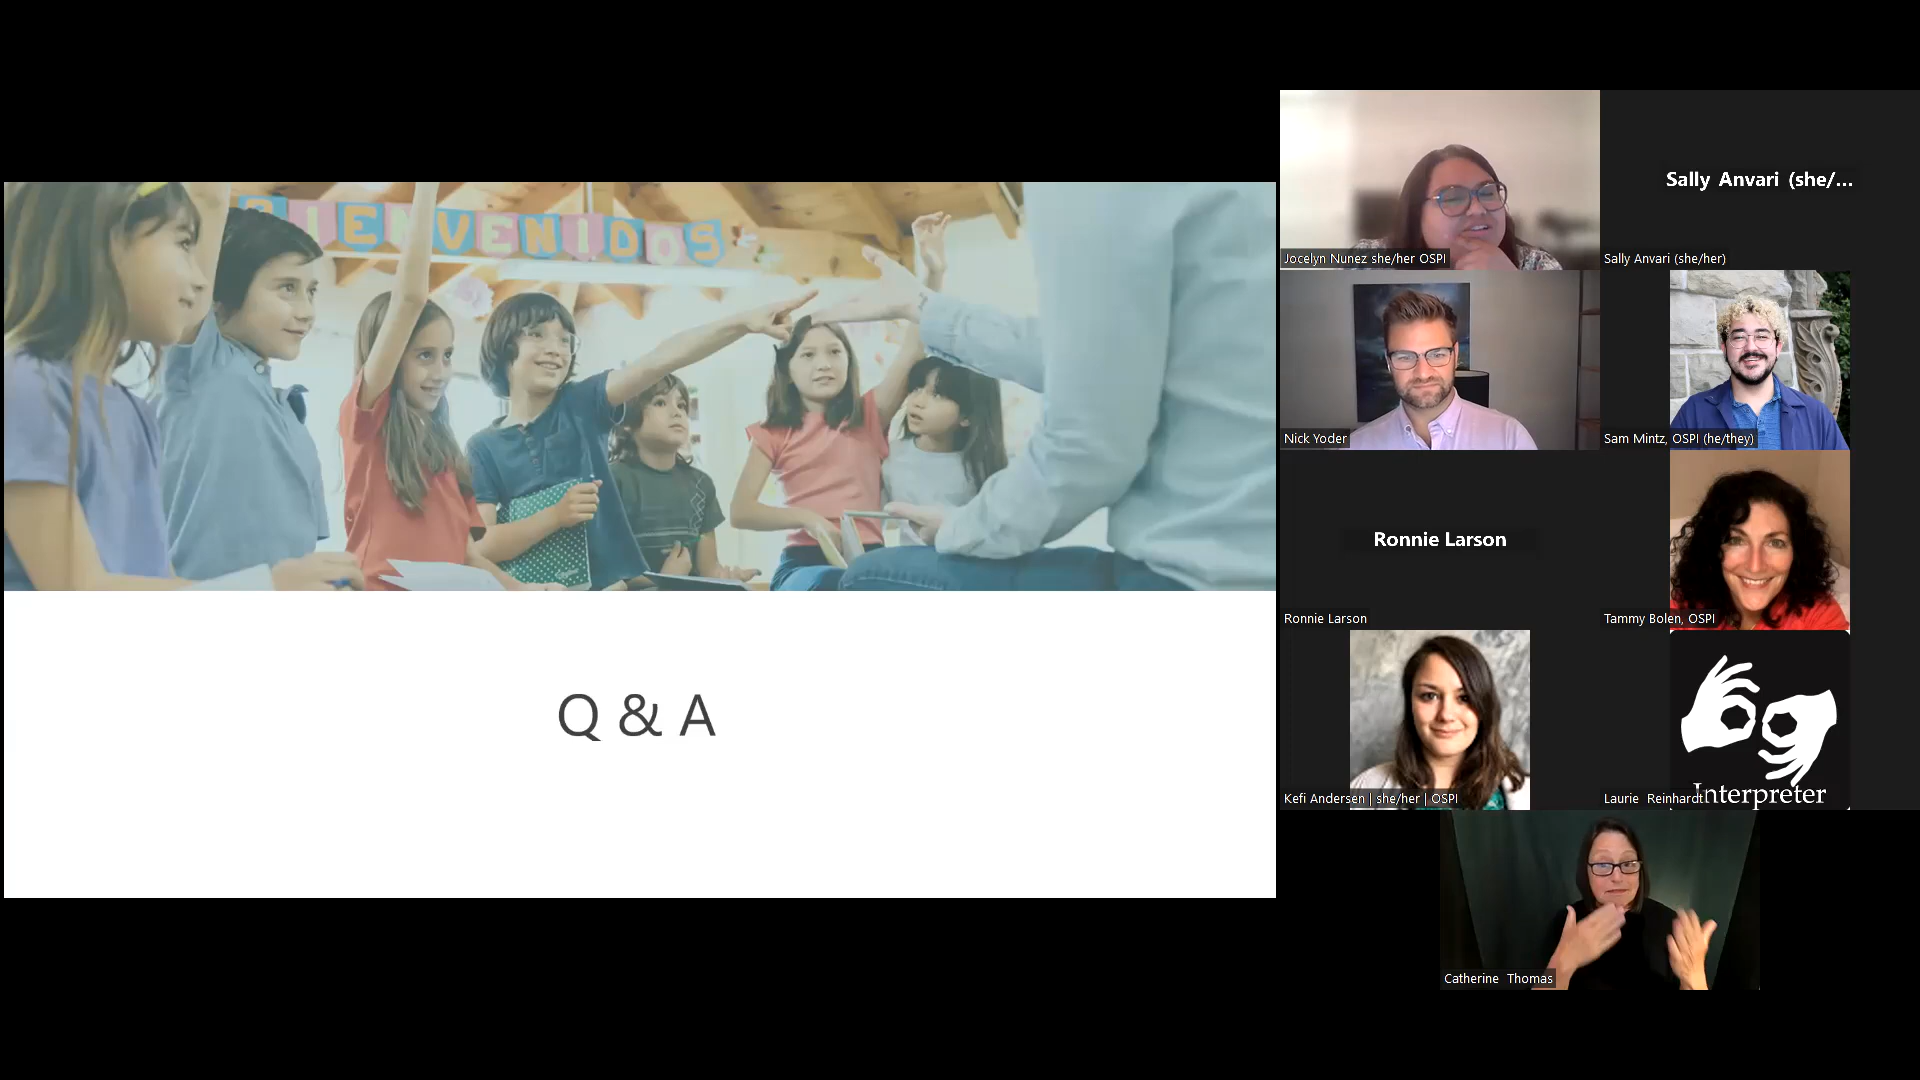 BIENVENIDOS
Q & A
Jocelyn Nunez she/her OSPI
Sally Anvari (she/...
Sally Anvari (she/her)
Nick Yoder
Sam Mintz, OSPI (he/they)
Ronnie Larson
Ronnie Larson
Tammy Bolen, OSPI
Kefi Andersen | she/her | OSPI
Interpreter
Laurie Reinhardt
Catherine Thomas